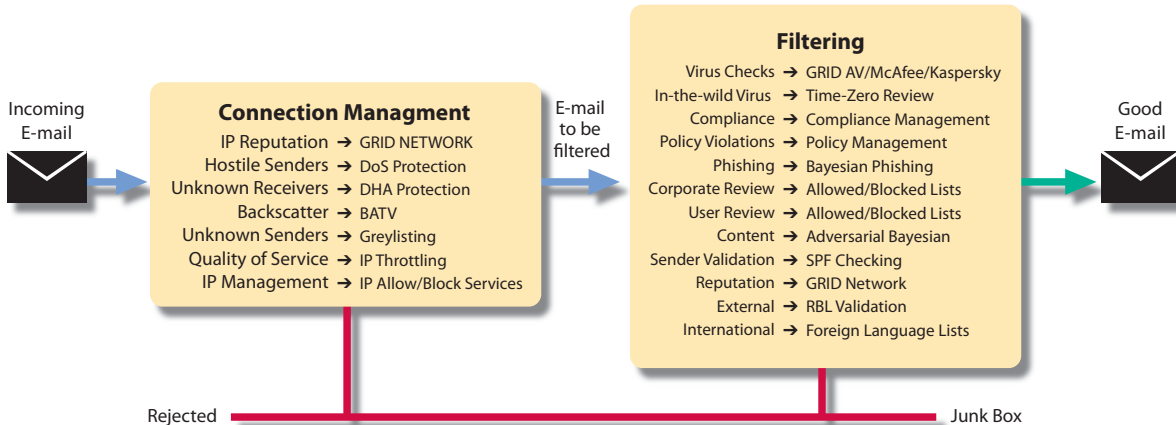 Incoming
E-mail
Connection Managment
IP Reputation ➔ GRID NETWORK
Hostile Senders ➔ DoS Protection
Unknown Receivers ➔ DHA Protection
Backscatter ➔ BATV
Unknown Senders ➔ Greylisting
Quality of Service ➔ IP Throttling
IP Management ➔ IP Allow/Block Services
E-mail
to be
filtered
Filtering
Virus Checks ➔ GRID AV/McAfee/Kaspersky
In-the-wild Virus ➔ Time-Zero Review
Compliance ➔ Compliance Management
Policy Violations ➔ Policy Management
Phishing ➔ Bayesian Phishing
Corporate Review ➔ Allowed/Blocked Lists
User Review ➔ Allowed/Blocked Lists
Content ➔ Adversarial Bayesian
Sender Validation ➔ SPF Checking
Reputation ➔ GRID Network
External ➔ RBL Validation
International ➔ Foreign Language Lists
Good
E-mail
Rejected
Junk Box